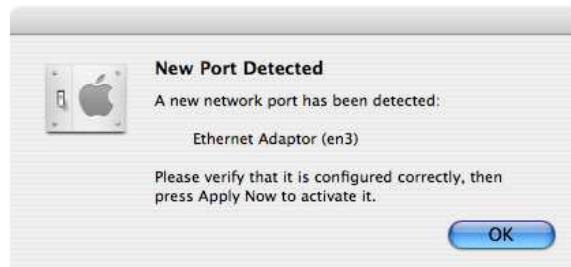 New Port Detected
A new network port has been detected:
Ethernet Adaptor (en3)
Please verify that it is configured correctly, then
press Apply Now to activate it.
OK